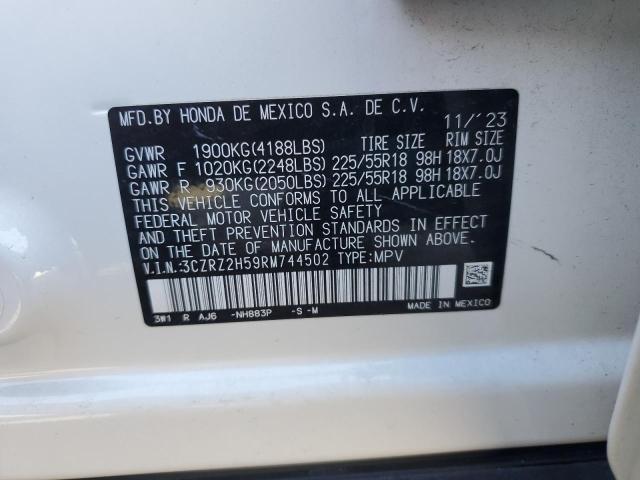 MFD.BY HONDA DE MEXICO S.A. DE C.V. 11/'23
TIRE SIZE RIM SIZE
GVWR 1900KG(4188LBS)
GAWR F 1020KG(2248LBS) 225/55R18 98H 18X7.0J
GAWR R 930KG(2050LBS) 225/55R18 98H 18X7.0J
THIS VEHICLE CONFORMS TO ALL APPLICABLE
FEDERAL MOTOR VEHICLE SAFETY
AND THEFT PREVENTION STANDARDS IN EFFECT
ON THE DATE OF MANUFACTURE SHOWN ABOVE.
V.I.N.:3CZRZ2H59RM744502 TYPE:MPV
3W1 R AJ6 -NH883P -S -M MADE IN MEXICO